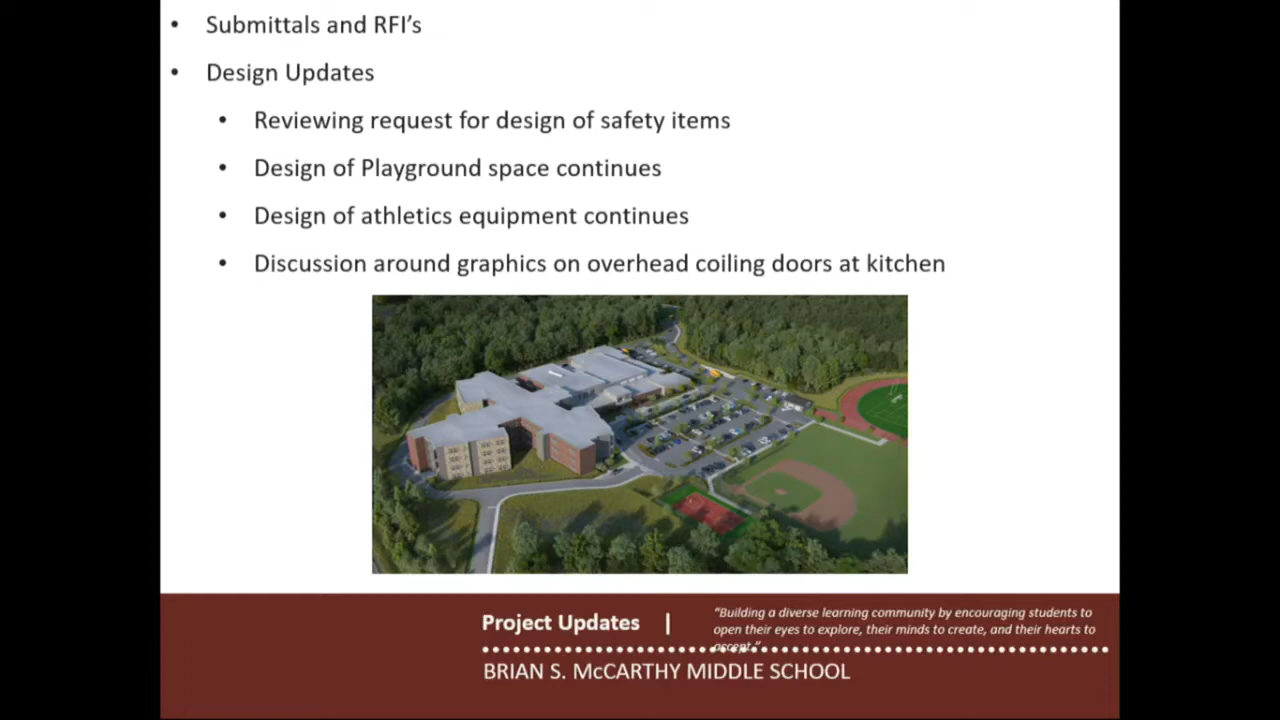 • Submittals and RFI's
• Design Updates
• Reviewing request for design of safety items
• Design of Playground space continues
• Design of athletics equipment continues
• Discussion around graphics on overhead coiling doors at kitchen
Project Updates |
“Building a diverse learning community by encouraging students to
open their eyes to explore, their minds to create, and their hearts to
accept.”
BRIAN S. McCARTHY MIDDLE SCHOOL